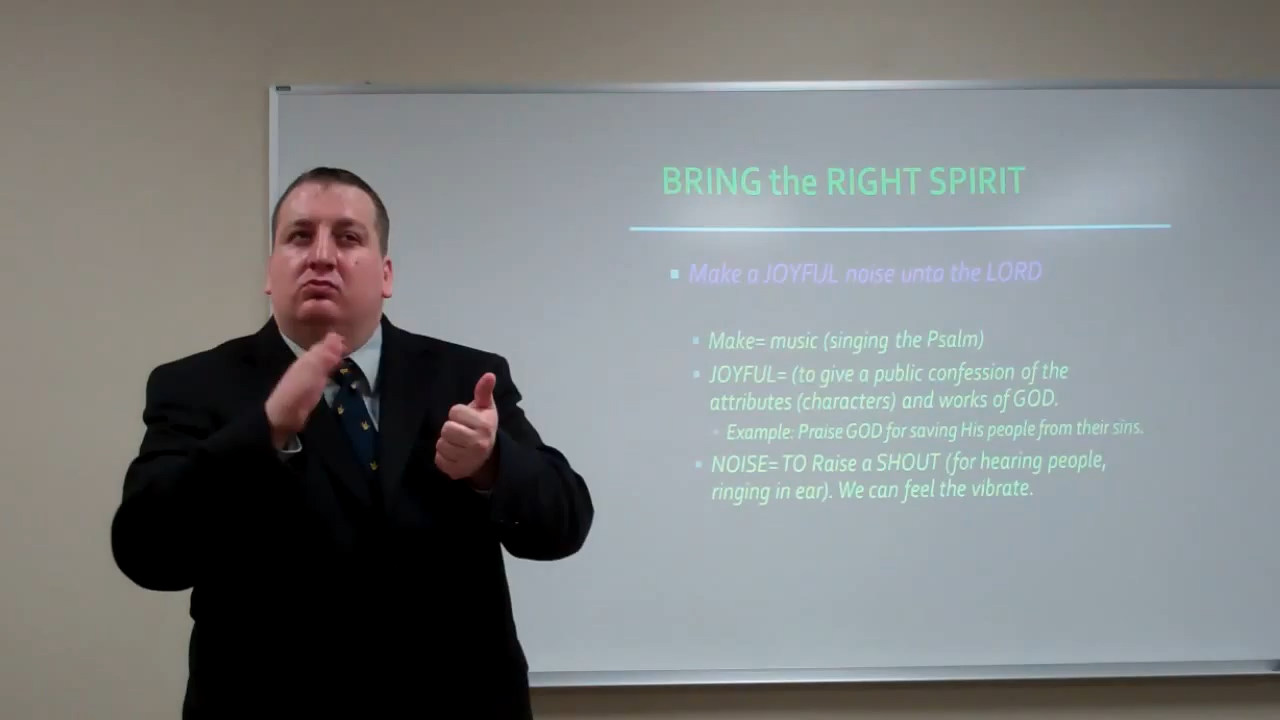 BRING the RIGHT SPIRIT
Make a JOYFUL noise unto the LORD
Make= music (singing the Psalm)
JOYFUL= (to give a public confession of the
attributes (characters) and works of GOD.
Example: Praise GOD for saving His people from their sins.
NOISE= TO Raise a SHOUT (for hearing people,
ringing in ear). We can feel the vibrate.